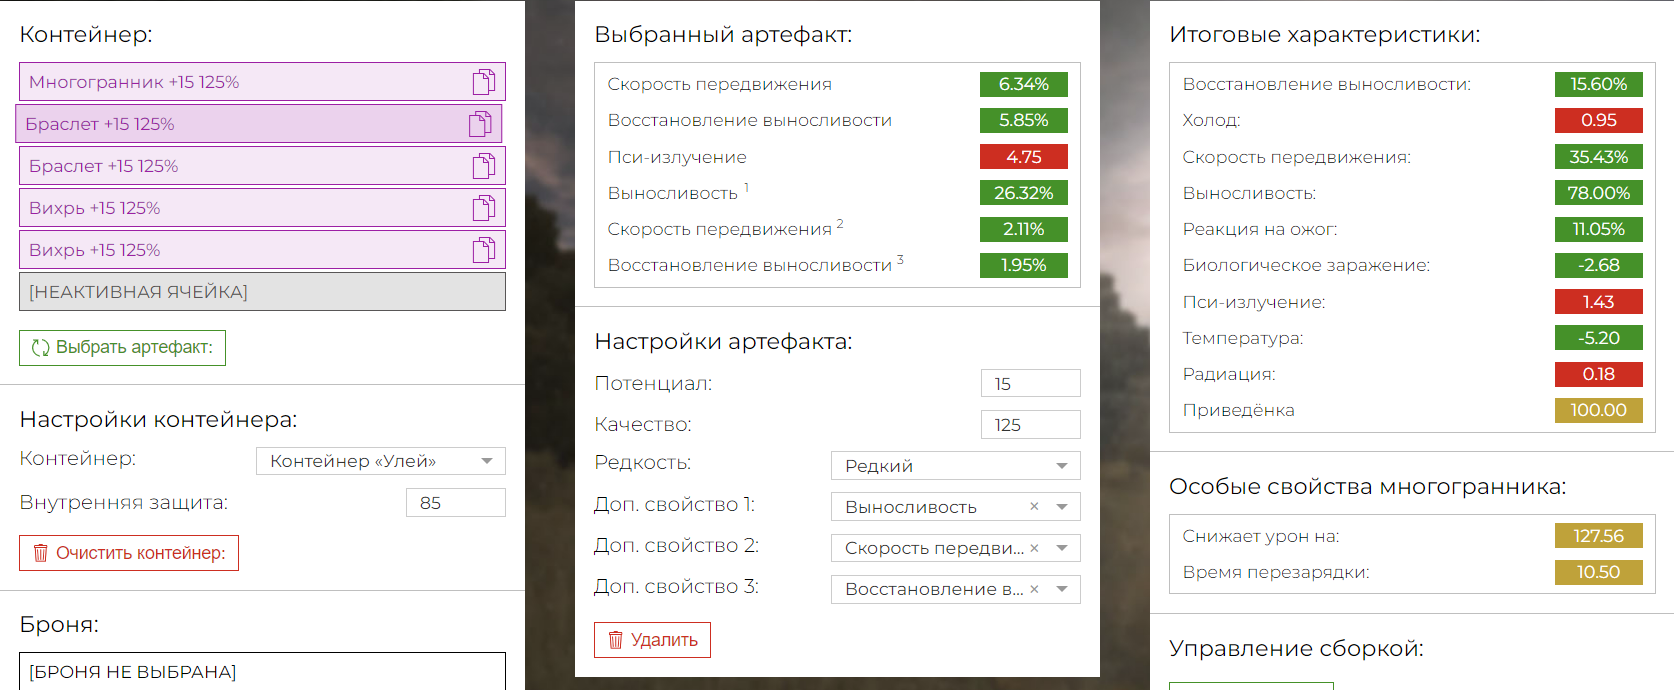 Контейнер:
Многогранник +15 125%
Браслет +15 125%
Браслет +15 125%
Вихрь +15 125%
Вихрь +15 125%
[НЕАКТИВНАЯ ЯЧЕЙКА]
Выбрать артефакт:
Настройки контейнера:
Контейнер: Контейнер «Улей»
Внутренняя защита: 85
Очистить контейнер:
Броня:
[БРОНЯ НЕ ВЫБРАНА]
Выбранный артефакт:
Скорость передвижения 6.34%
Восстановление выносливости 5.85%
Пси-излучение 4.75
Выносливость 1 26.32%
Скорость передвижения 2 2.11%
Восстановление выносливости 3 1.95%
Настройки артефакта:
Потенциал: 15
Качество: 125
Редкость: Редкий
Доп. свойство 1: Выносливость ×
Доп. свойство 2: Скорость передви... ×
Доп. свойство 3: Восстановление в... ×
Удалить
Итоговые характеристики:
Восстановление выносливости: 15.60%
Холод: 0.95
Скорость передвижения: 35.43%
Выносливость: 78.00%
Реакция на ожог: 11.05%
Биологическое заражение: -2.68
Пси-излучение: 1.43
Температура: -5.20
Радиация: 0.18
Приведёнка 100.00
Особые свойства многогранника:
Снижает урон на: 127.56
Время перезарядки: 10.50
Управление сборкой: